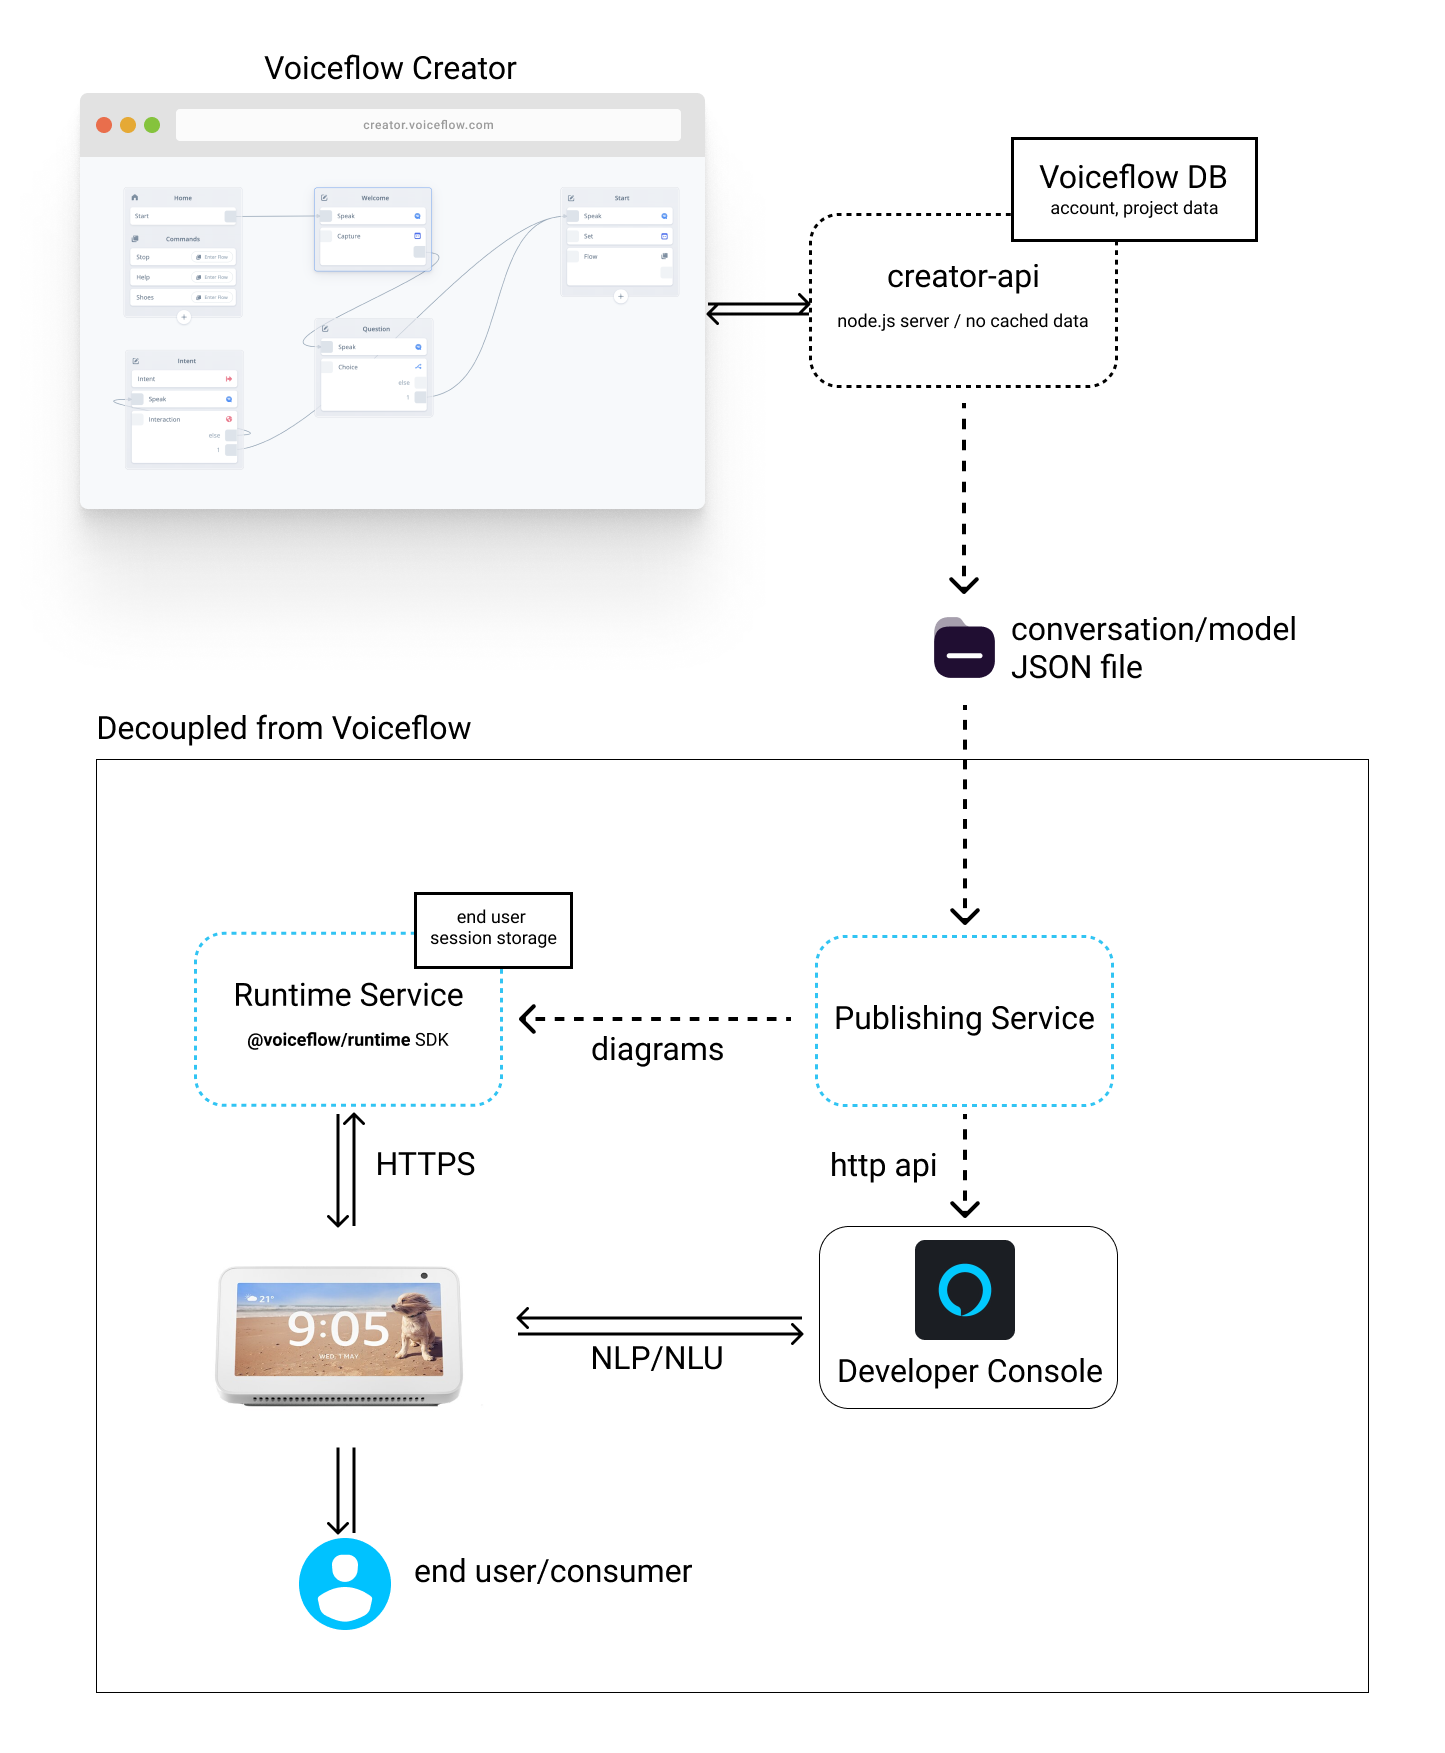 Voiceflow Creator
creator.voiceflow.com
Home
Start
Commands
Stop
Enter Flow
Help
Enter Flow
Shoes
Enter Flow
+
Welcome
Speak
Capture
Start
Speak
Set
Flow
+
Question
Speak
Choice
else
1
Intent
Intent
Speak
Interaction
else
1
Voiceflow DB
account, project data
creator-api
node.js server / no cached data
conversation/model
JSON file
Decoupled from Voiceflow
end user
session storage
Runtime Service
@voiceflow/runtime SDK
diagrams
Publishing Service
HTTPS
http api
21°
9:05
WED, 1 MAY
NLP/NLU
Developer Console
end user/consumer